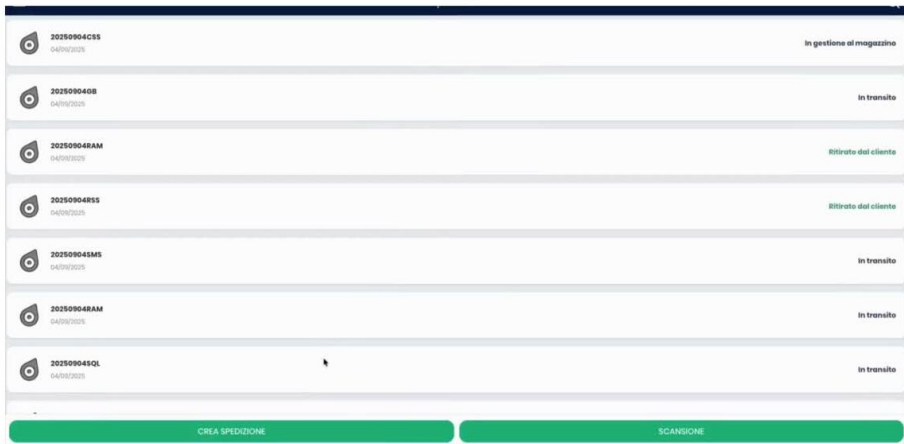 20250904CSS
04/09/2025
In gestione al magazzino
20250904GB
04/09/2025
In transito
20250904RAM
04/09/2025
Ritirato dal cliente
20250904RSS
04/09/2025
Ritirato dal cliente
20250904SMS
04/09/2025
In transito
20250904RAM
04/09/2025
In transito
20250904SQL
04/09/2025
In transito
CREA SPEDIZIONE
SCANSIONE